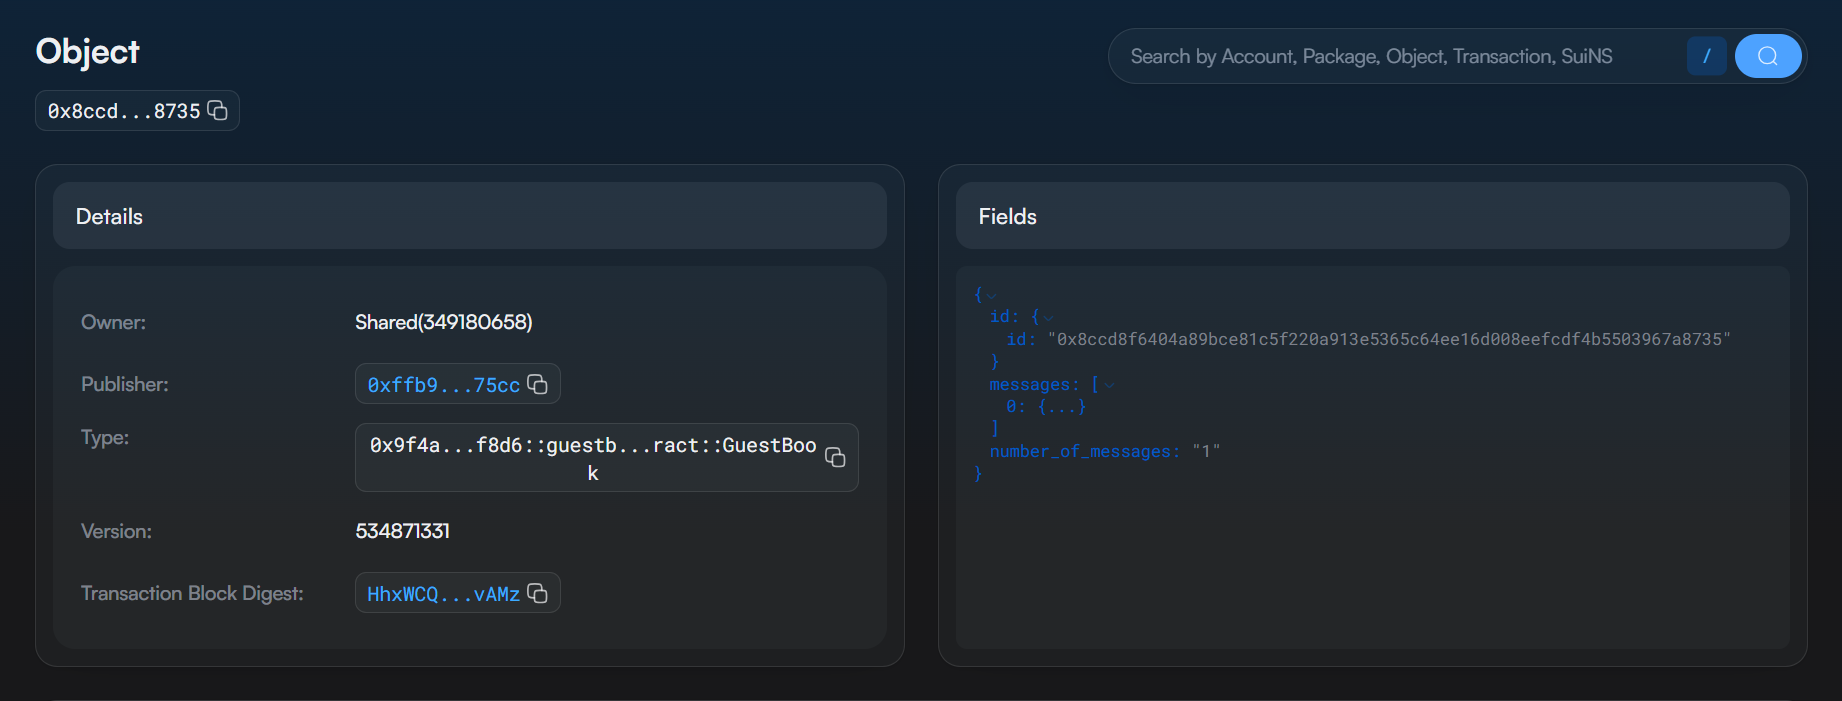 Object
Search by Account, Package, Object, Transaction, SuiNS
/
0x8ccd...8735
Details
Owner:
Shared(349180658)
Publisher:
0xffb9...75cc
Type:
0x9f4a...f8d6::guestb...ract::GuestBoo
k
Version:
534871331
Transaction Block Digest:
HhxWCQ...vAMz
Fields
{
id: {
id: "0x8ccd8f6404a89bce81c5f220a913e5365c64ee16d008eefcdf4b5503967a8735"
}
messages: [
0: {...}
]
number_of_messages: "1"
}